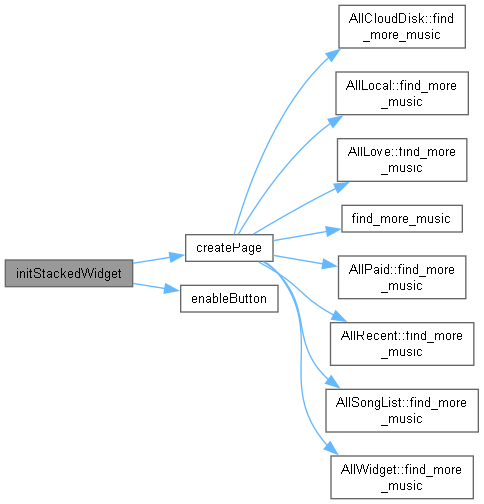 AllCloudDisk::find
_more_music
AllLocal::find_more
_music
AllLove::find_more
_music
find_more_music
createPage
AllPaid::find_more
_music
initStackedWidget
enableButton
AllRecent::find_more
_music
AllSongList::find_more
_music
AllWidget::find_more
_music